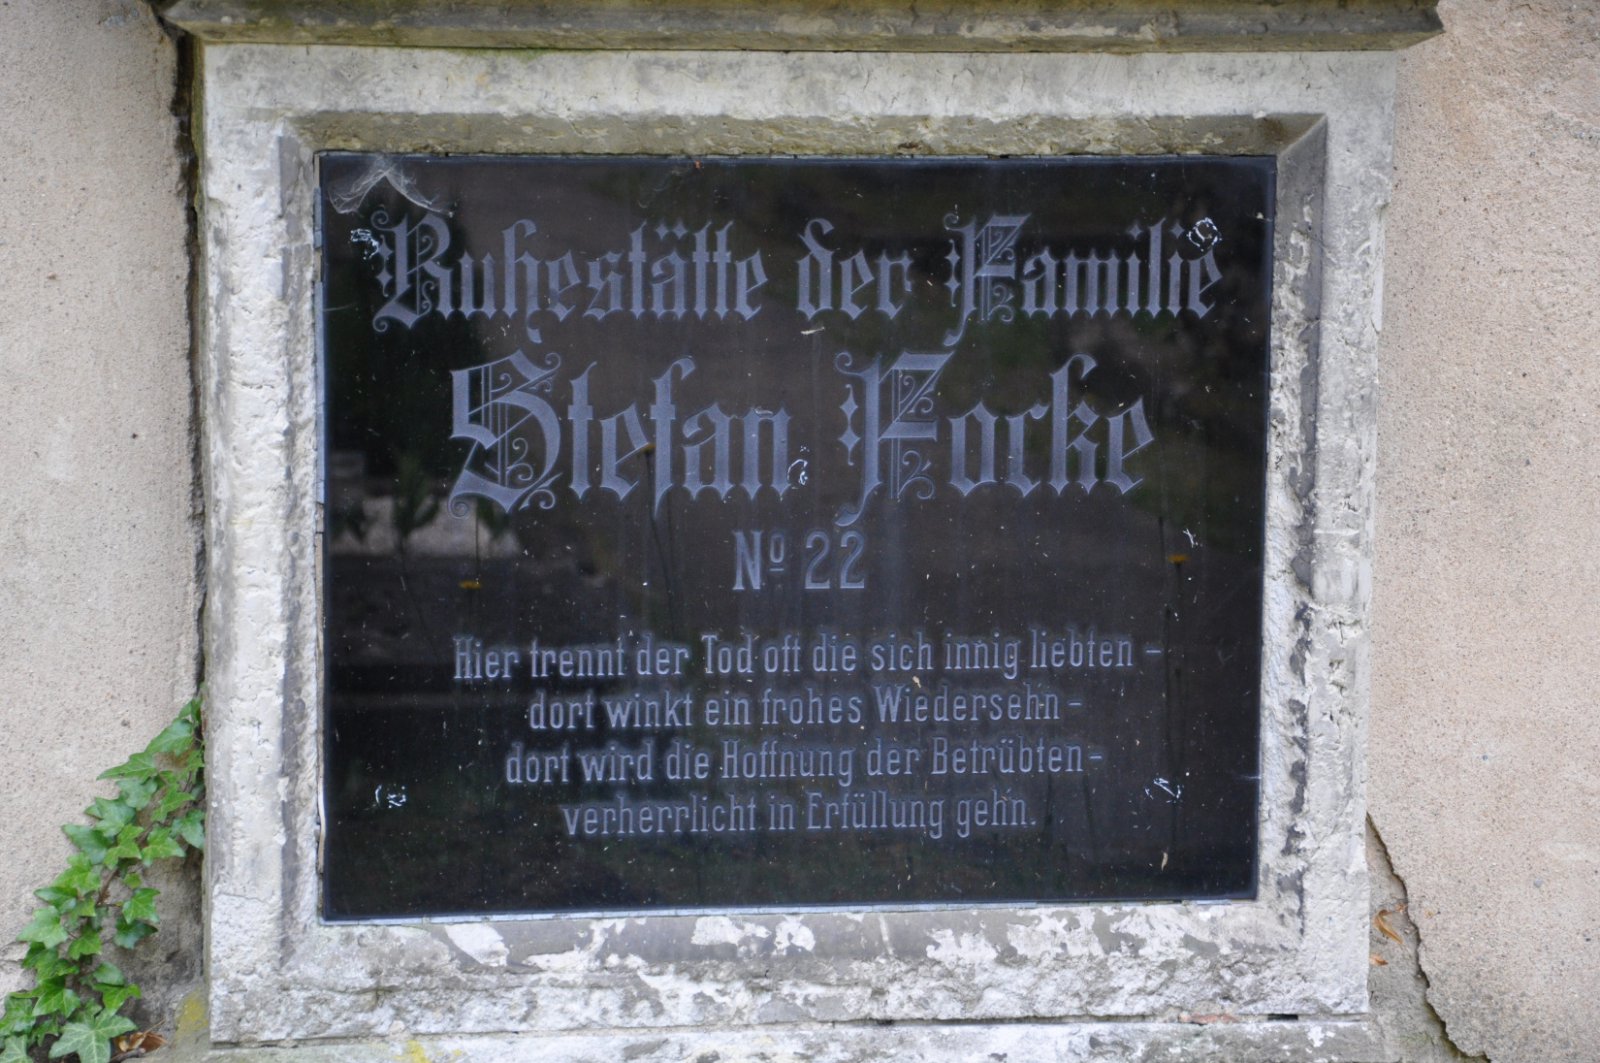 Ruhestätte der Familie
Stefan Focke
Nº 22
Hier trennt der Tod oft die sich innig liebten –
dort winkt ein frohes Wiedersehn –
dort wird die Hoffnung der Betrübten –
verherrlicht in Erfüllung geh'n.